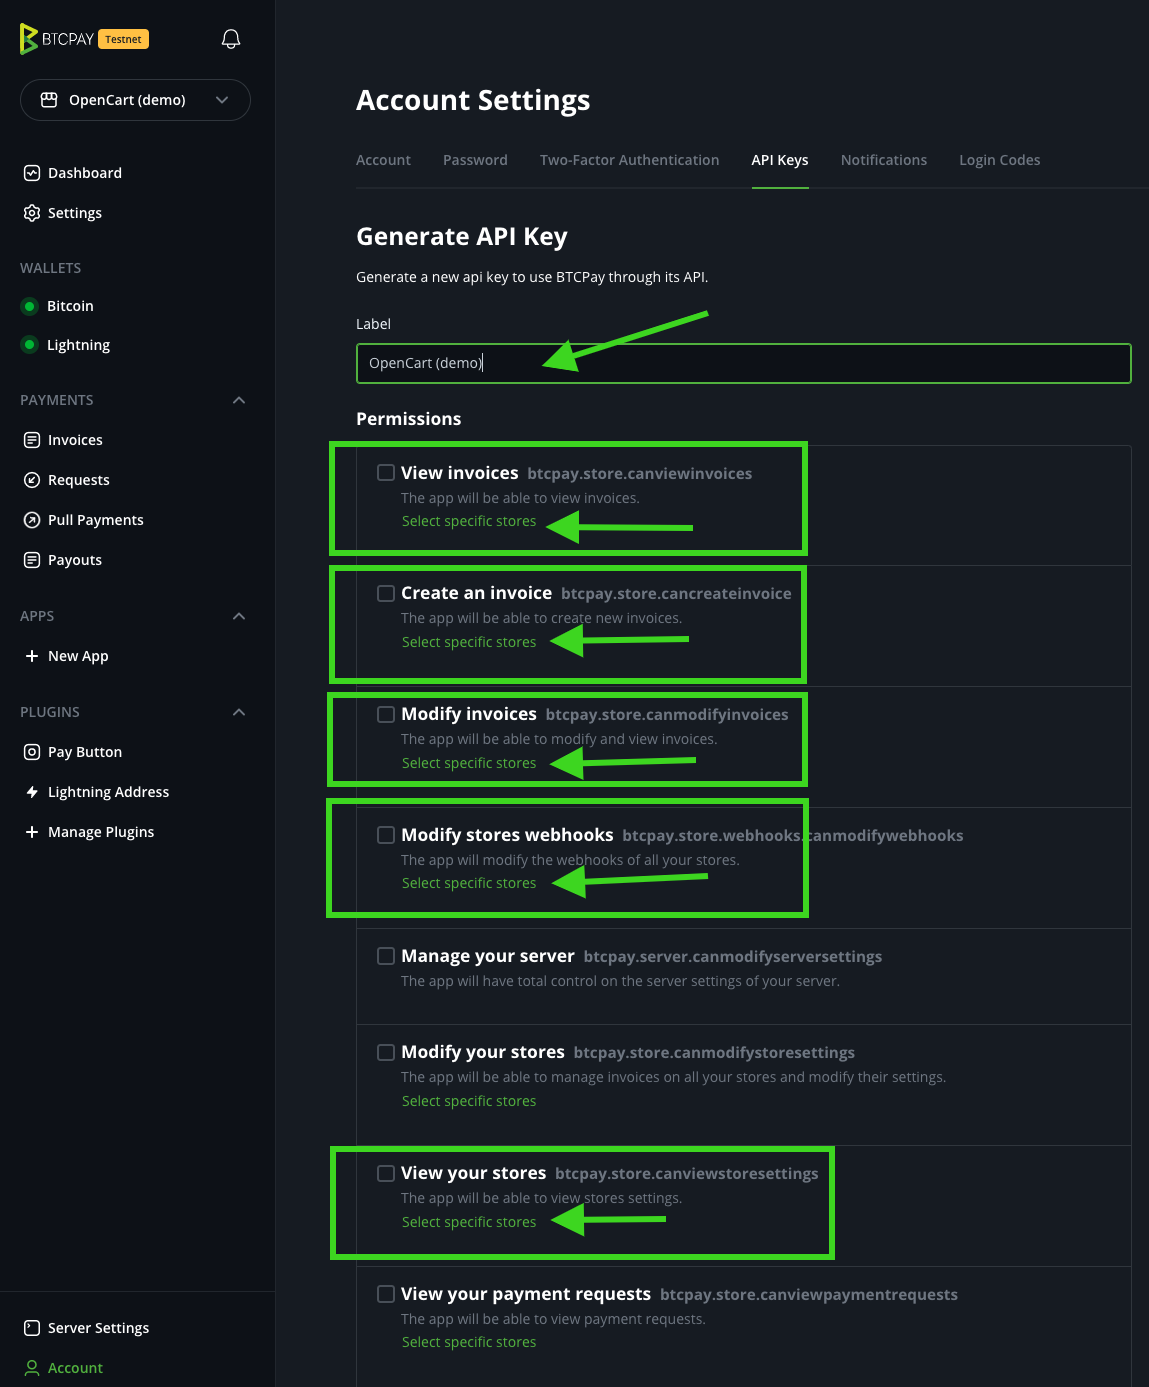 BTCPAY Testnet
OpenCart (demo)
Dashboard
Settings
WALLETS
Bitcoin
Lightning
PAYMENTS
Invoices
Requests
Pull Payments
Payouts
APPS
New App
PLUGINS
Pay Button
Lightning Address
Manage Plugins
Server Settings
Account
Account Settings
Account Password Two-Factor Authentication API Keys Notifications Login Codes
Generate API Key
Generate a new api key to use BTCPay through its API.
Label
OpenCart (demo)
Permissions
View invoices btcpay.store.canviewinvoices
The app will be able to view invoices.
Select specific stores
Create an invoice btcpay.store.cancreateinvoice
The app will be able to create new invoices.
Select specific stores
Modify invoices btcpay.store.canmodifyinvoices
The app will be able to modify and view invoices.
Select specific stores
Modify stores webhooks btcpay.store.webhooks.canmodifywebhooks
The app will modify the webhooks of all your stores.
Select specific stores
Manage your server btcpay.server.canmodifyserversettings
The app will have total control on the server settings of your server.
Modify your stores btcpay.store.canmodifystoresettings
The app will be able to manage invoices on all your stores and modify their settings.
Select specific stores
View your stores btcpay.store.canviewstoresettings
The app will be able to view stores settings.
Select specific stores
View your payment requests btcpay.store.canviewpaymentrequests
The app will be able to view payment requests.
Select specific stores